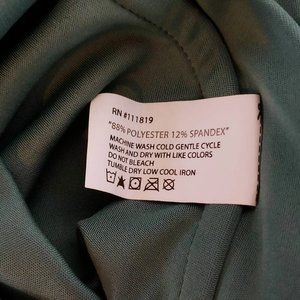 RN #111819
"88% POLYESTER 12% SPANDEX"
MACHINE WASH COLD GENTLE CYCLE
WASH AND DRY WITH LIKE COLORS
DO NOT BLEACH
TUMBLE DRY LOW COOL IRON